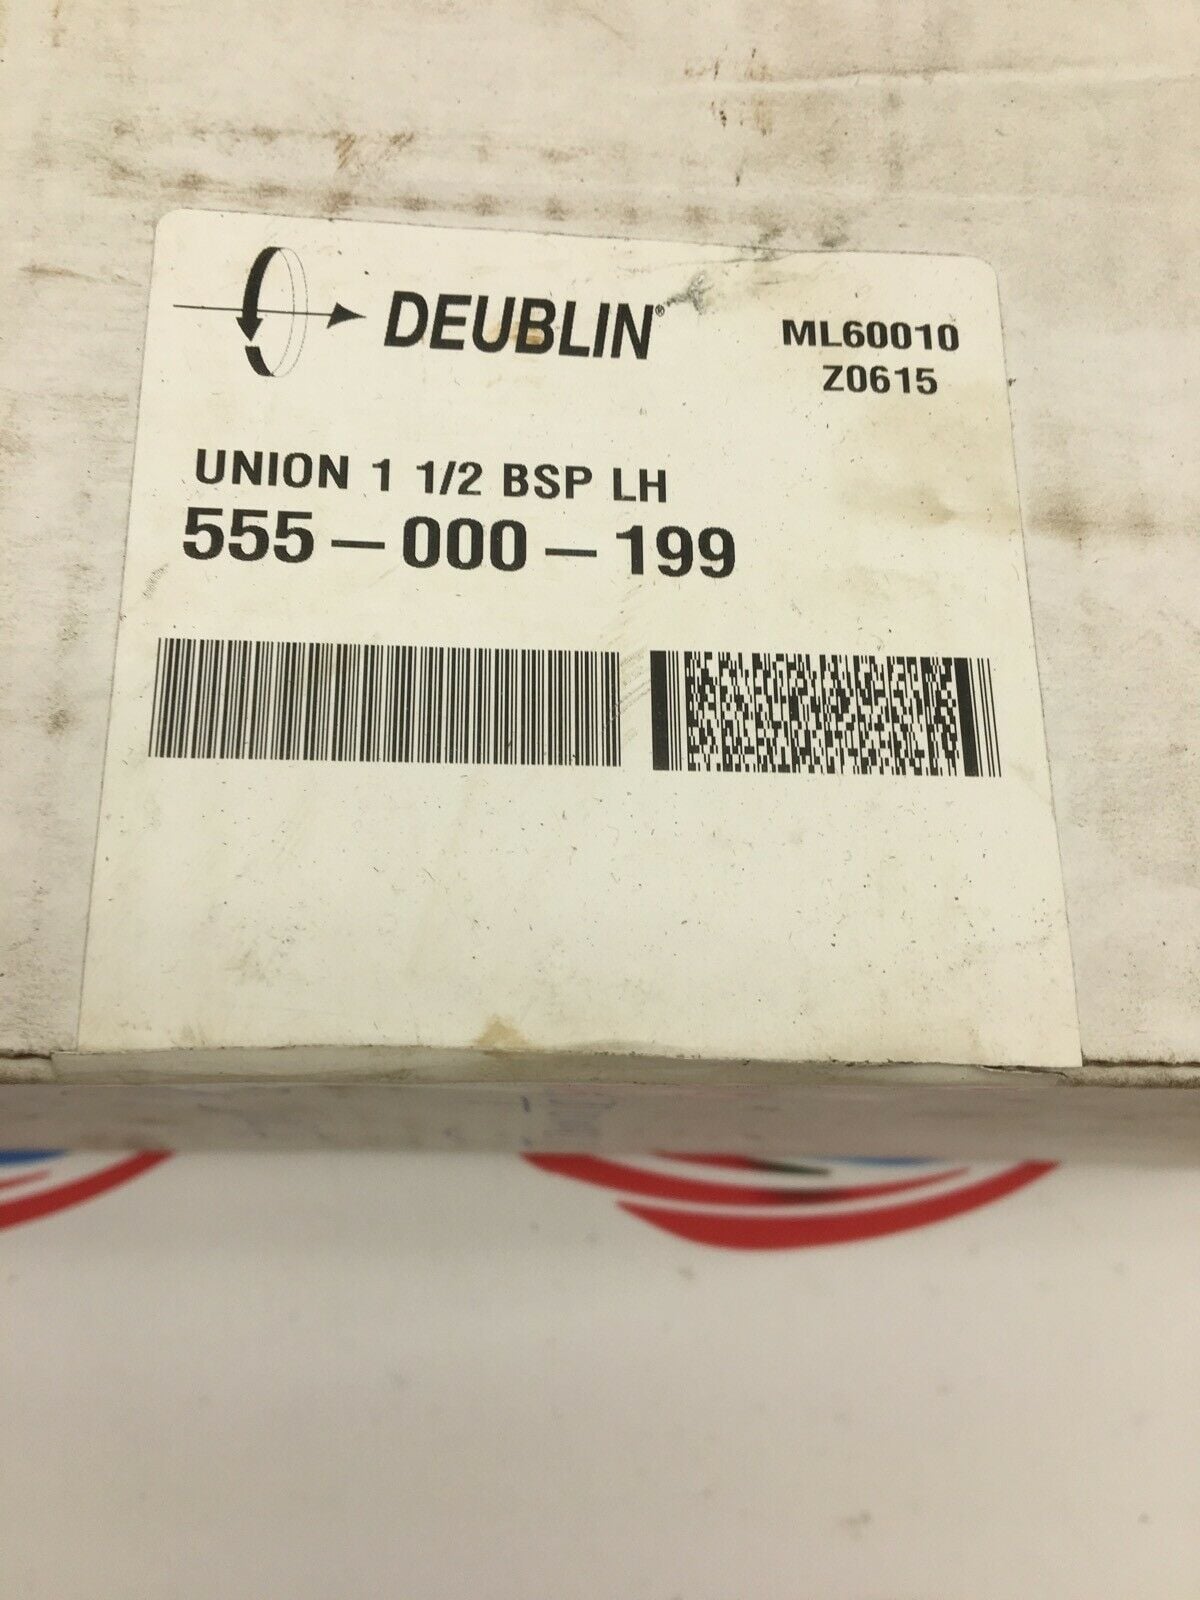 DEUBLIN®
ML60010
Z0615
UNION 1 1/2 BSP LH
555-000-199